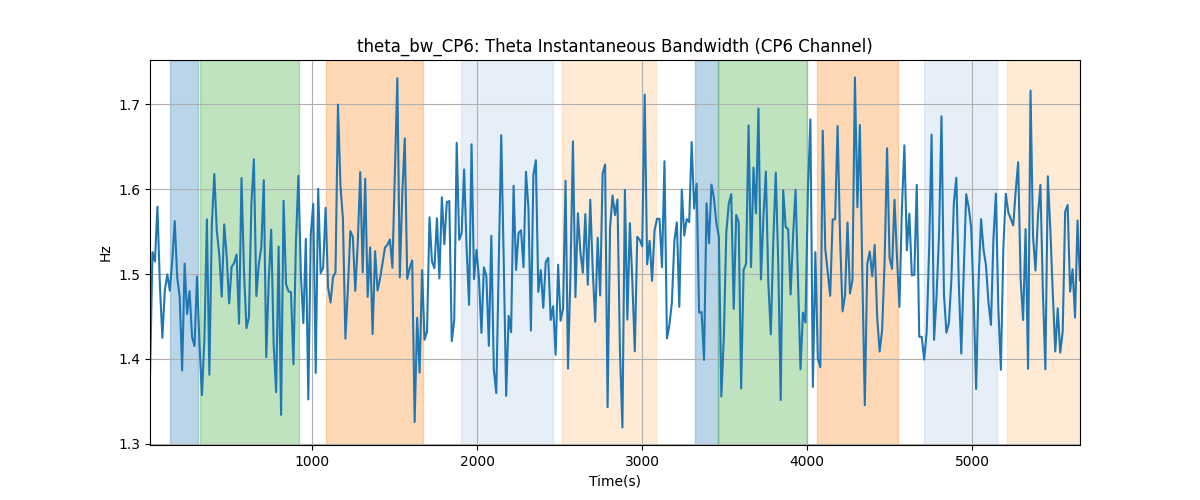 theta_bw_CP6: Theta Instantaneous Bandwidth (CP6 Channel)
1.7
1.6
1.5
1.4
1.3
Hz
1000 2000 3000 4000 5000
Time(s)